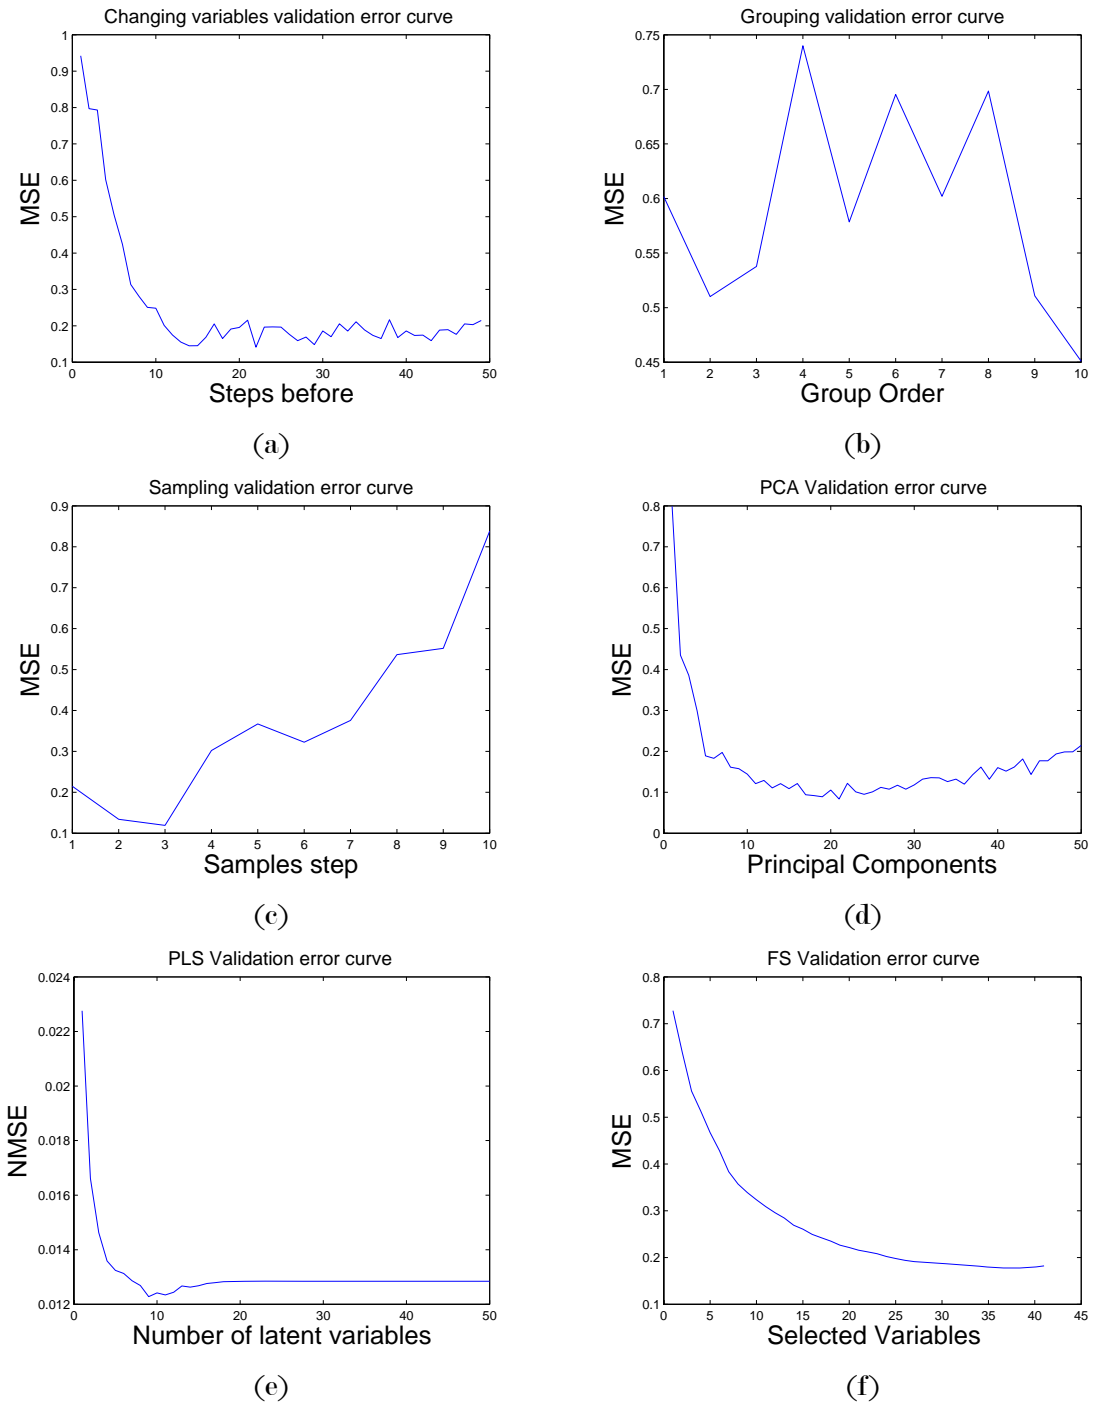 Changing variables validation error curve
1
0.9
0.8
0.7
0.6
0.5
0.4
0.3
0.2
0.1
MSE
0 10 20 30 40 50
Steps before
(a)
Grouping validation error curve
0.75
0.7
0.65
0.6
0.55
0.5
0.45
MSE
1 2 3 4 5 6 7 8 9 10
Group Order
(b)
Sampling validation error curve
0.9
0.8
0.7
0.6
0.5
0.4
0.3
0.2
0.1
MSE
1 2 3 4 5 6 7 8 9 10
Samples step
(c)
PCA Validation error curve
0.8
0.7
0.6
0.5
0.4
0.3
0.2
0.1
0
MSE
0 10 20 30 40 50
Principal Components
(d)
PLS Validation error curve
0.024
0.022
0.02
0.018
0.016
0.014
0.012
NMSE
0 10 20 30 40 50
Number of latent variables
(e)
FS Validation error curve
0.8
0.7
0.6
0.5
0.4
0.3
0.2
0.1
MSE
0 5 10 15 20 25 30 35 40 45
Selected Variables
(f)